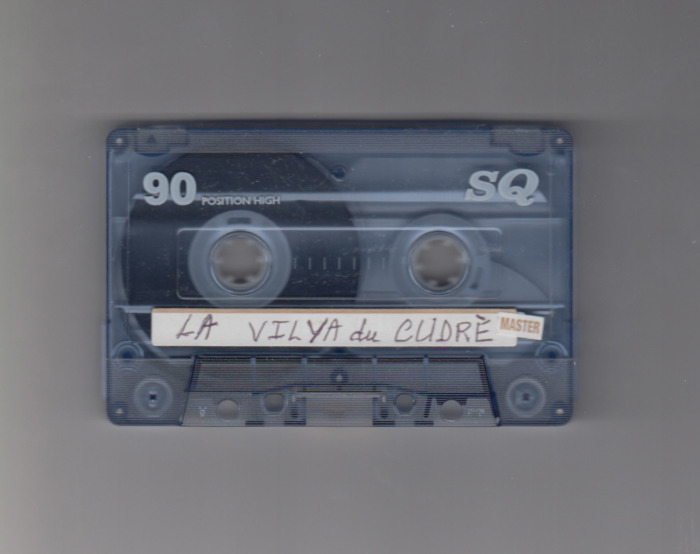 90 POSITION HIGH SQ
LA VILYA du CUDRÈ MASTER